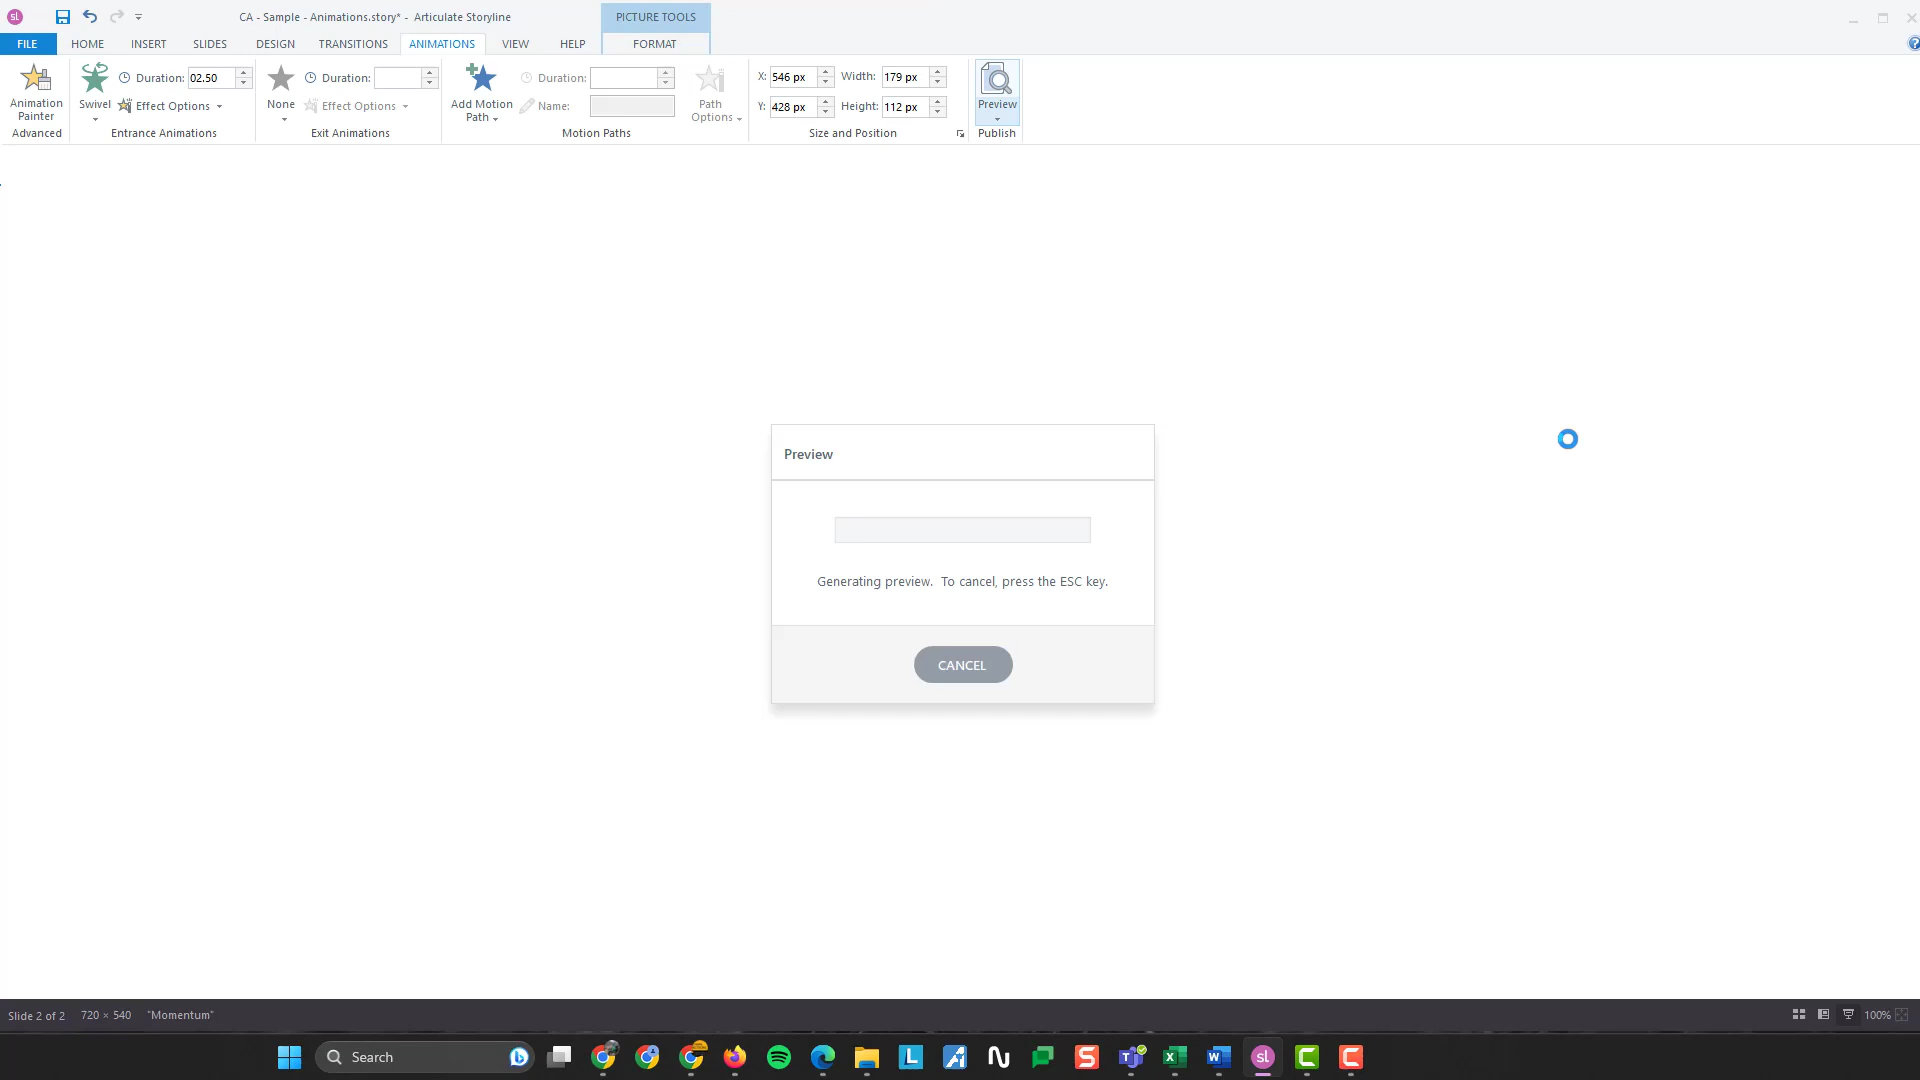 CA - Sample - Animations.story* - Articulate Storyline
PICTURE TOOLS
FILE HOME INSERT SLIDES DESIGN TRANSITIONS ANIMATIONS VIEW HELP FORMAT
Animation
Painter
Advanced
Swivel
Duration: 02.50
Effect Options
Entrance Animations
None
Duration:
Effect Options
Exit Animations
Add Motion
Path
Duration:
Name:
Path
Options
Motion Paths
X: 546 px Width: 179 px
Y: 428 px Height: 112 px
Size and Position
Preview
Publish
Preview
Generating preview. To cancel, press the ESC key.
CANCEL
Slide 2 of 2 720 × 540 "Momentum" 100%
Search